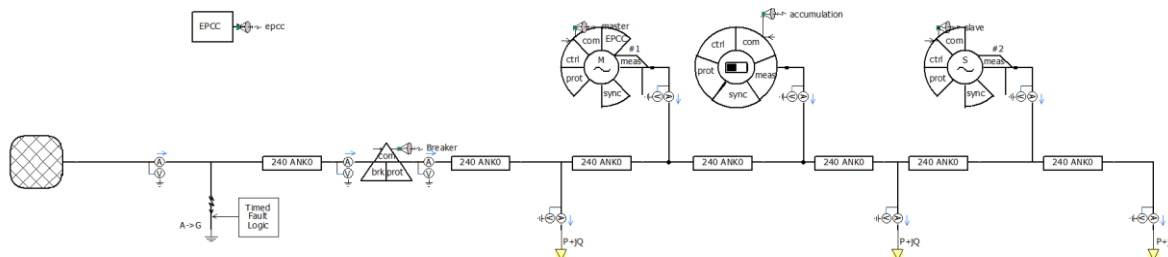 EPCC
epcc
master
com
EPCC
ctrl
prot
M
meas
sync
#1
accumulation
ctrl
com
prot
meas
sync
slave
com
ctrl
prot
S
meas
sync
#2
A
V
A
V
A
V
240 ANK0
A
V
com
brk
prot
Breaker
A
V
240 ANK0
240 ANK0
240 ANK0
240 ANK0
240 ANK0
240 ANK0
A->G
Timed
Fault
Logic
A
V
P+jQ
A
V
P+jQ
A
V
P+j